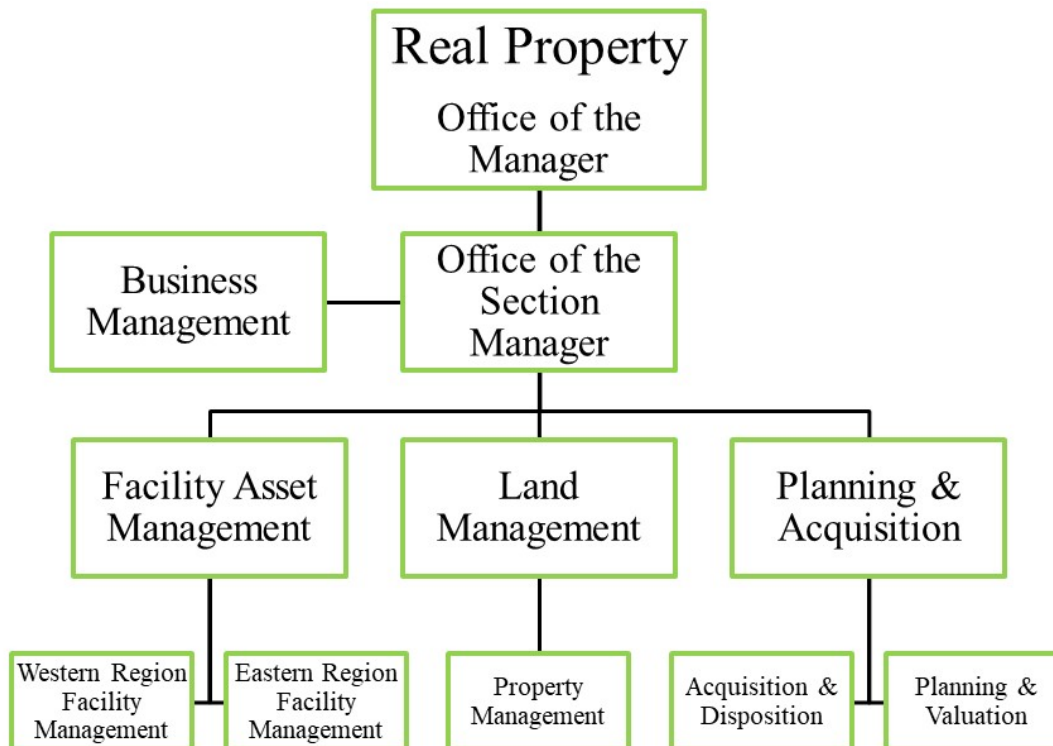 Real Property
Office of the
Manager
Business
Management
Office of the
Section
Manager
Facility Asset
Management
Land
Management
Planning &
Acquisition
Western Region
Facility
Management
Eastern Region
Facility
Management
Property
Management
Acquisition &
Disposition
Planning &
Valuation